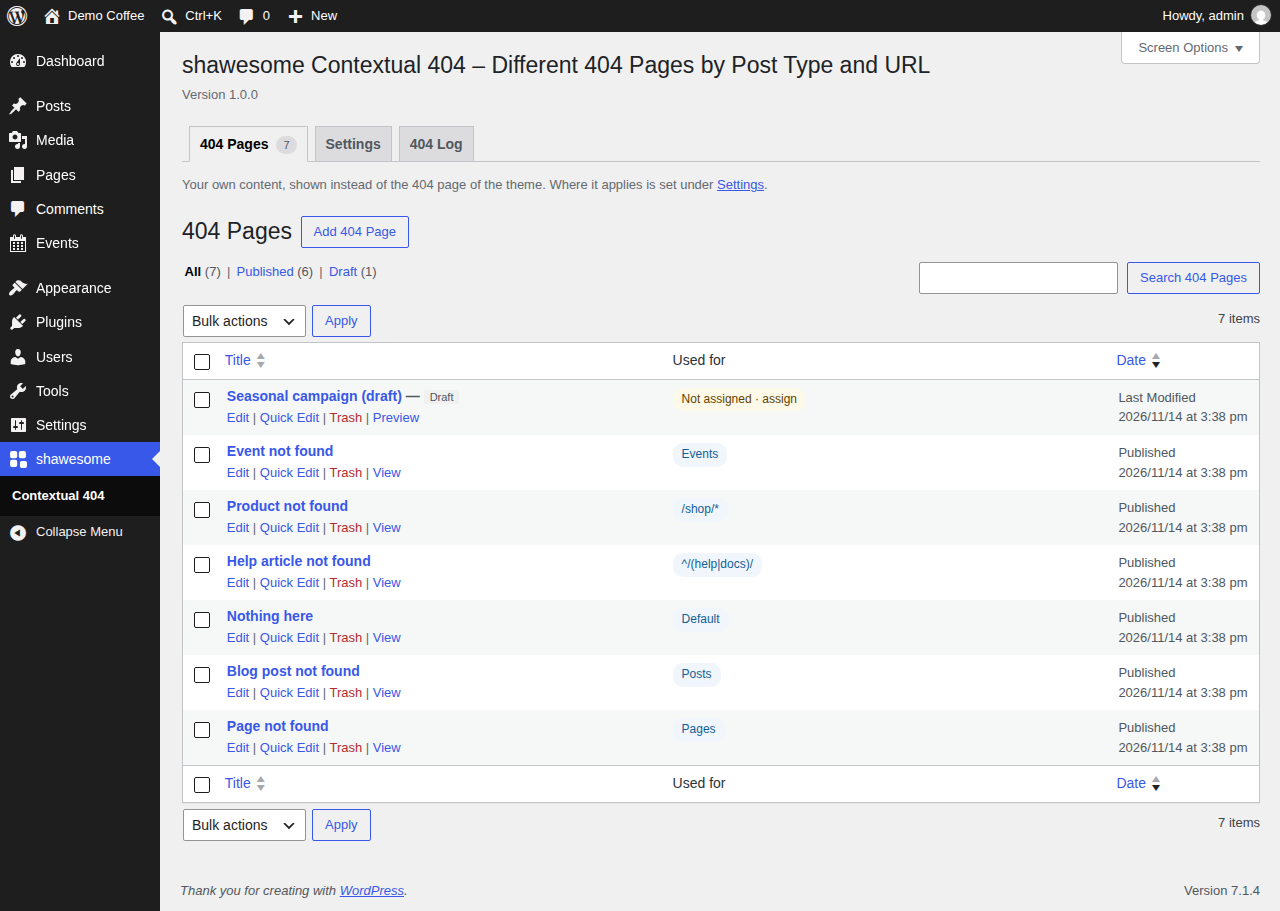 Demo Coffee Ctrl+K 0 New Howdy, admin
Screen Options
Dashboard
Posts
Media
Pages
Comments
Events
Appearance
Plugins
Users
Tools
Settings
shawesome
Contextual 404
Collapse Menu
shawesome Contextual 404 – Different 404 Pages by Post Type and URL
Version 1.0.0
404 Pages 7 Settings 404 Log
Your own content, shown instead of the 404 page of the theme. Where it applies is set under Settings.
404 Pages Add 404 Page
All (7) | Published (6) | Draft (1)
Search 404 Pages
Bulk actions Apply 7 items
Title Used for Date
Seasonal campaign (draft) — Draft Not assigned · assign Last Modified
Edit | Quick Edit | Trash | Preview 2026/11/14 at 3:38 pm
Event not found Events Published
Edit | Quick Edit | Trash | View 2026/11/14 at 3:38 pm
Product not found /shop/* Published
Edit | Quick Edit | Trash | View 2026/11/14 at 3:38 pm
Help article not found ^/(help|docs)/ Published
Edit | Quick Edit | Trash | View 2026/11/14 at 3:38 pm
Nothing here Default Published
Edit | Quick Edit | Trash | View 2026/11/14 at 3:38 pm
Blog post not found Posts Published
Edit | Quick Edit | Trash | View 2026/11/14 at 3:38 pm
Page not found Pages Published
Edit | Quick Edit | Trash | View 2026/11/14 at 3:38 pm
Title Used for Date
Bulk actions Apply 7 items
Thank you for creating with WordPress. Version 7.1.4